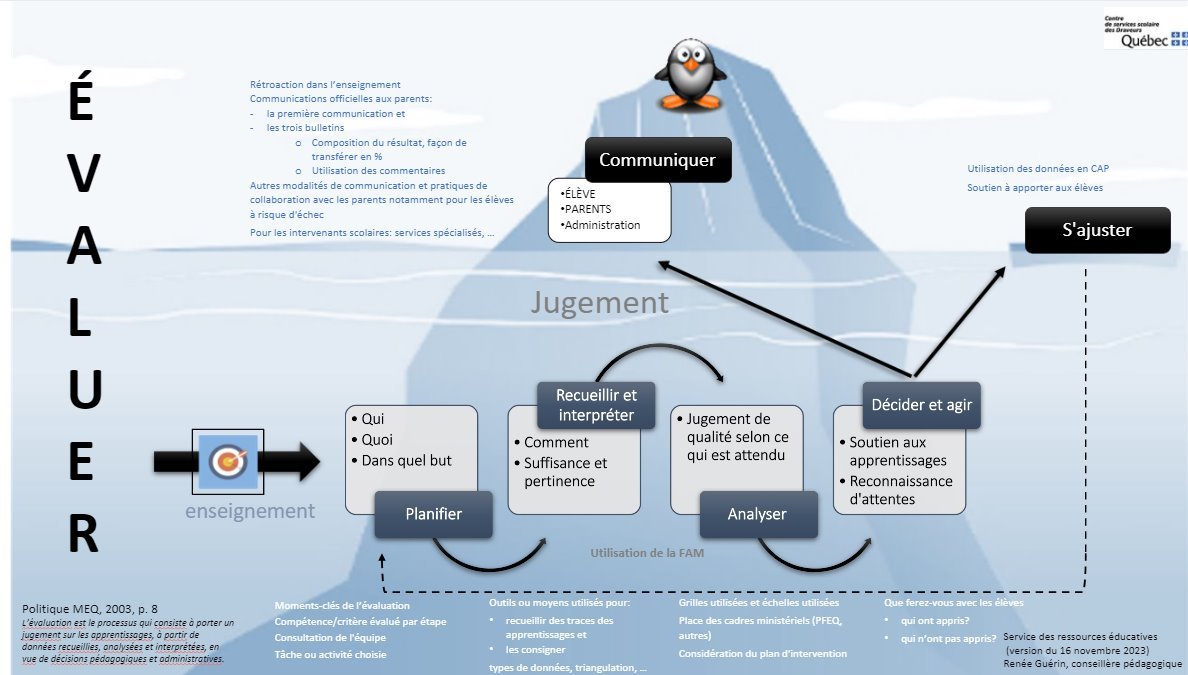 Centre
de services scolaire
des Draveurs
Québec
É
V
A
L
U
E
R
Rétroaction dans l'enseignement
Communications officielles aux parents:
- la première communication et
- les trois bulletins
o Composition du résultat, façon de
transférer en %
o Utilisation des commentaires
Autres modalités de communication et pratiques de
collaboration avec les parents notamment pour les élèves
à risque d'échec
Pour les intervenants scolaires: services spécialisés, …
Communiquer
•ÉLÈVE
•PARENTS
•Administration
Utilisation des données en CAP
Soutien à apporter aux élèves
S'ajuster
Jugement
enseignement
• Qui
• Quoi
• Dans quel but
Planifier
Recueillir et
interpréter
• Comment
• Suffisance et
pertinence
• Jugement de
qualité selon ce
qui est attendu
Analyser
Décider et agir
• Soutien aux
apprentissages
• Reconnaissance
d'attentes
Utilisation de la FAM
Politique MEQ, 2003, p. 8
L'évaluation est le processus qui consiste à porter un
jugement sur les apprentissages, à partir de
données recueillies, analysées et interprétées, en
vue de décisions pédagogiques et administratives.
Moments-clés de l'évaluation
Compétence/critère évalué par étape
Consultation de l'équipe
Tâche ou activité choisie
Outils ou moyens utilisés pour:
• recueillir des traces des
apprentissages et
• les consigner
types de données, triangulation, …
Grilles utilisées et échelles utilisées
Place des cadres ministériels (PFEQ,
autres)
Considération du plan d'intervention
Que ferez-vous avec les élèves
• qui ont appris?
• qui n'ont pas appris?
Service des ressources éducatives
(version du 16 novembre 2023)
Renée Guérin, conseillère pédagogique